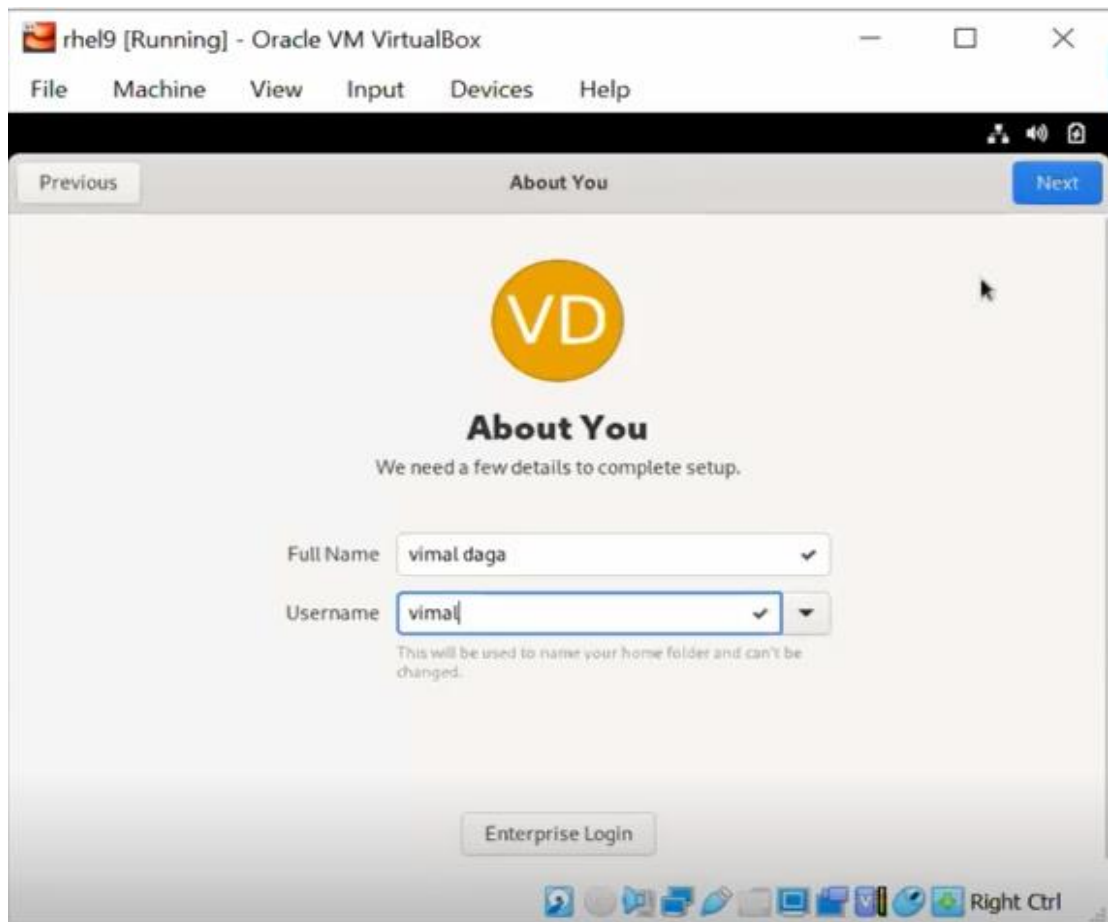 rhel9 [Running] - Oracle VM VirtualBox
File Machine View Input Devices Help
Previous About You Next
VD
About You
We need a few details to complete setup.
Full Name vimal daga
Username vimal
This will be used to name your home folder and can't be
changed.
Enterprise Login
Right Ctrl